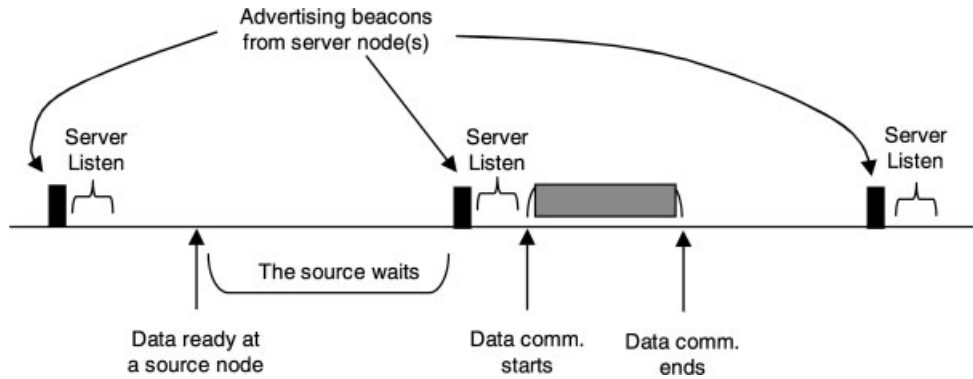 Advertising beacons
from server node(s)
Server
Listen
Server
Listen
Server
Listen
The source waits
Data ready at
a source node
Data comm.
starts
Data comm.
ends